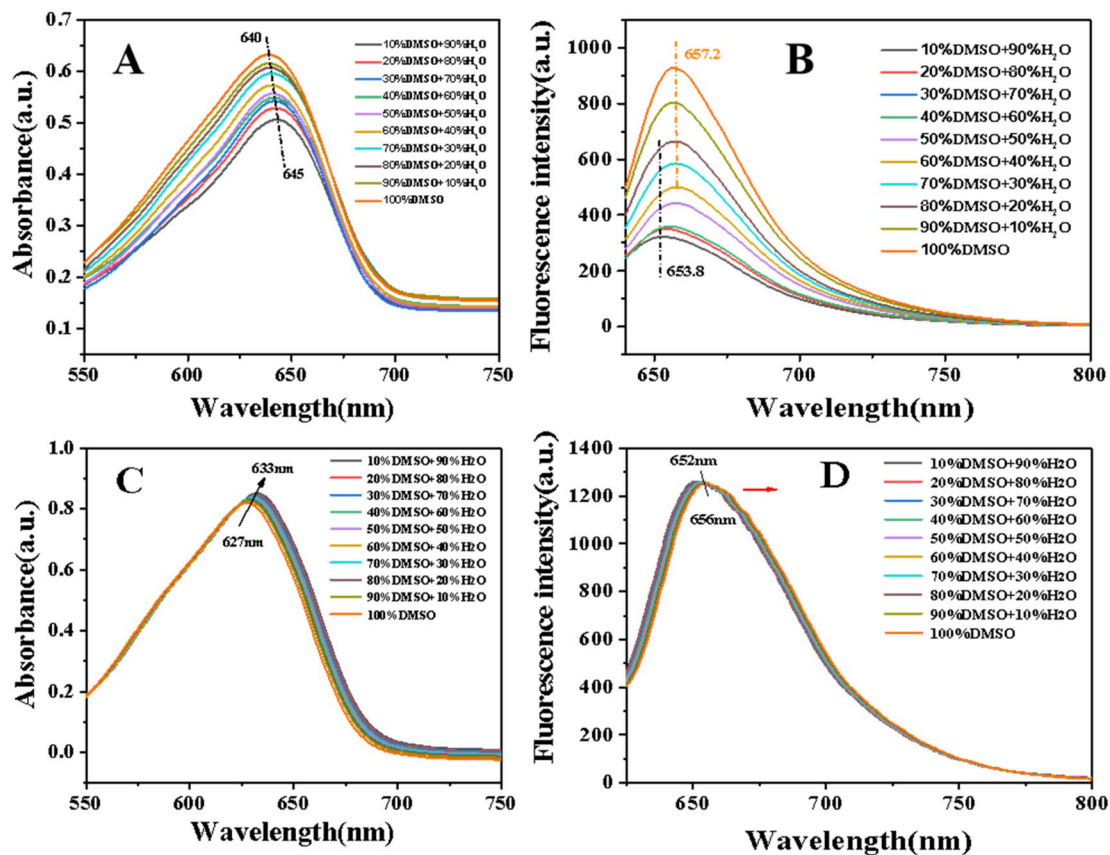 A
640
645
10%DMSO+90%H2O
20%DMSO+80%H2O
30%DMSO+70%H2O
40%DMSO+60%H2O
50%DMSO+50%H2O
60%DMSO+40%H2O
70%DMSO+30%H2O
80%DMSO+20%H2O
90%DMSO+10%H2O
100%DMSO
0.7
0.6
0.5
0.4
0.3
0.2
0.1
Absorbance(a.u.)
550
600
650
700
750
Wavelength(nm)
B
657.2
653.8
10%DMSO+90%H₂O
20%DMSO+80%H₂O
30%DMSO+70%H₂O
40%DMSO+60%H₂O
50%DMSO+50%H₂O
60%DMSO+40%H₂O
70%DMSO+30%H₂O
80%DMSO+20%H₂O
90%DMSO+10%H₂O
100%DMSO
1000
800
600
400
200
0
Fluorescence intensity(a.u.)
650
700
750
800
Wavelength(nm)
C
633nm
627nm
10%DMSO+90%H2O
20%DMSO+80%H2O
30%DMSO+70%H2O
40%DMSO+60%H2O
50%DMSO+50%H2O
60%DMSO+40%H2O
70%DMSO+30%H2O
80%DMSO+20%H2O
90%DMSO+10%H2O
100%DMSO
1.0
0.8
0.6
0.4
0.2
0.0
Absorbance(a.u.)
550
600
650
700
750
Wavelength(nm)
D
652nm
656nm
10%DMSO+90%H2O
20%DMSO+80%H2O
30%DMSO+70%H2O
40%DMSO+60%H2O
50%DMSO+50%H2O
60%DMSO+40%H2O
70%DMSO+30%H2O
80%DMSO+20%H2O
90%DMSO+10%H2O
100%DMSO
1400
1200
1000
800
600
400
200
0
Fluorescence intensity(a.u.)
650
700
750
800
Wavelength(nm)